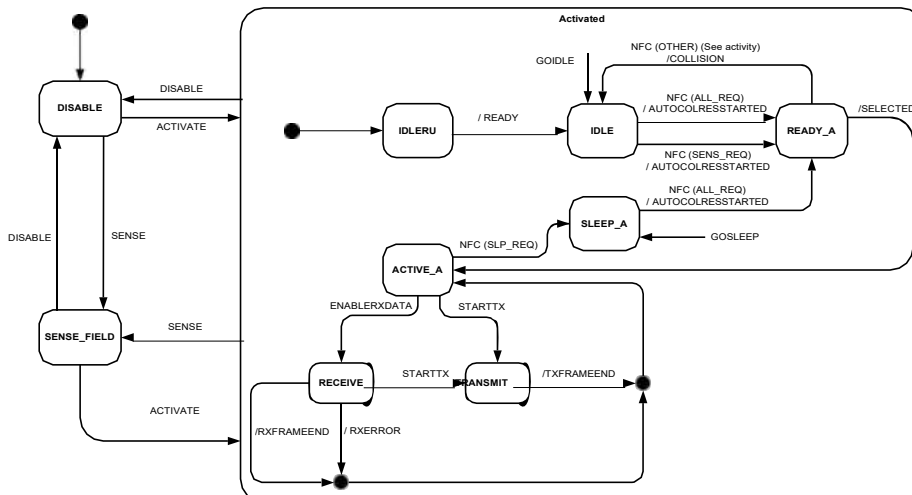 Activated
NFC (OTHER) (See activity)
/COLLISION
GOIDLE
DISABLE
DISABLE
ACTIVATE
NFC (ALL_REQ)
/ AUTOCOLRESSTARTED
/SELECTED
/ READY
IDLERU
IDLE
READY_A
NFC (SENS_REQ)
/ AUTOCOLRESSTARTED
NFC (ALL_REQ)
/ AUTOCOLRESSTARTED
SLEEP_A
DISABLE
SENSE
NFC (SLP_REQ)
GOSLEEP
ACTIVE_A
ENABLERXDATA
STARTTX
SENSE_FIELD
SENSE
RECEIVE
STARTTX
TRANSMIT
/TXFRAMEEND
ACTIVATE
/RXFRAMEEND
/ RXERROR